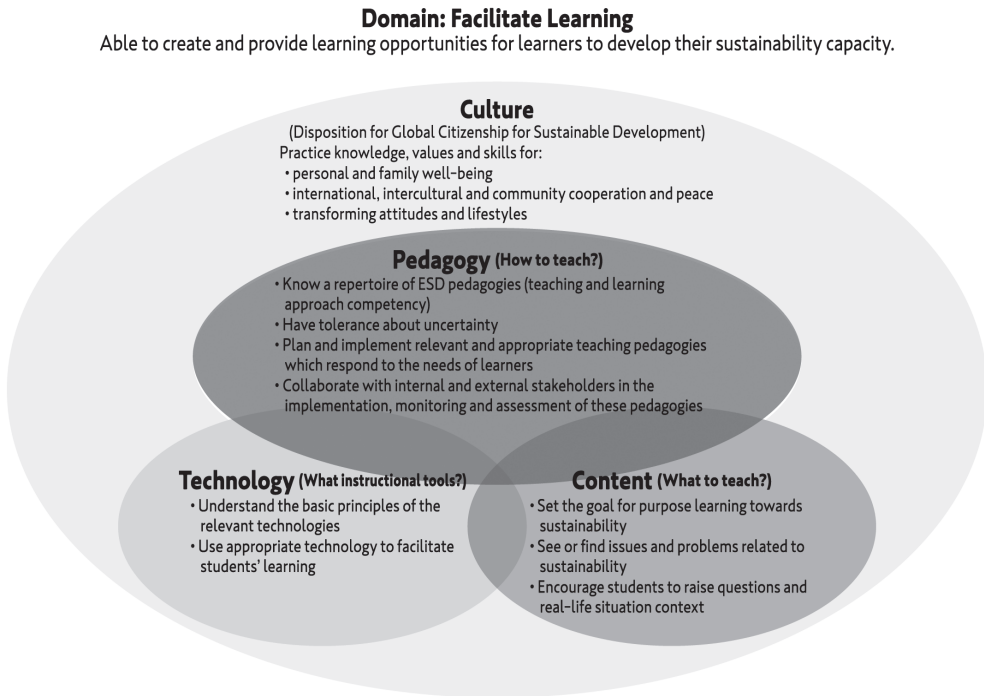 Domain: Facilitate Learning
Able to create and provide learning opportunities for learners to develop their sustainability capacity.
Culture
(Disposition for Global Citizenship for Sustainable Development)
Practice knowledge, values and skills for:
• personal and family well-being
• international, intercultural and community cooperation and peace
• transforming attitudes and lifestyles
Pedagogy (How to teach?)
• Know a repertoire of ESD pedagogies (teaching and learning
approach competency)
• Have tolerance about uncertainty
• Plan and implement relevant and appropriate teaching pedagogies
which respond to the needs of learners
• Collaborate with internal and external stakeholders in the
implementation, monitoring and assessment of these pedagogies
Technology (What instructional tools?)
• Understand the basic principles of the
relevant technologies
• Use appropriate technology to facilitate
students' learning
Content (What to teach?)
• Set the goal for purpose learning towards
sustainability
• See or find issues and problems related to
sustainability
• Encourage students to raise questions and
real-life situation context